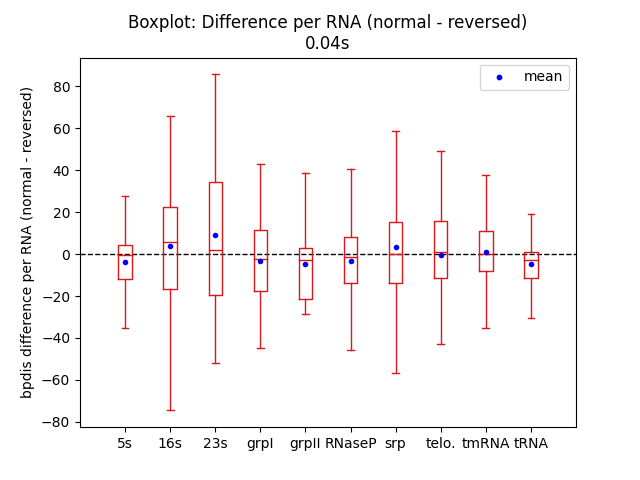 Boxplot: Difference per RNA (normal - reversed)
0.04s
mean
bpdis difference per RNA (normal - reversed)
80
60
40
20
0
−20
−40
−60
−80
5s 16s 23s grpI grpII RNaseP srp telo. tmRNA tRNA